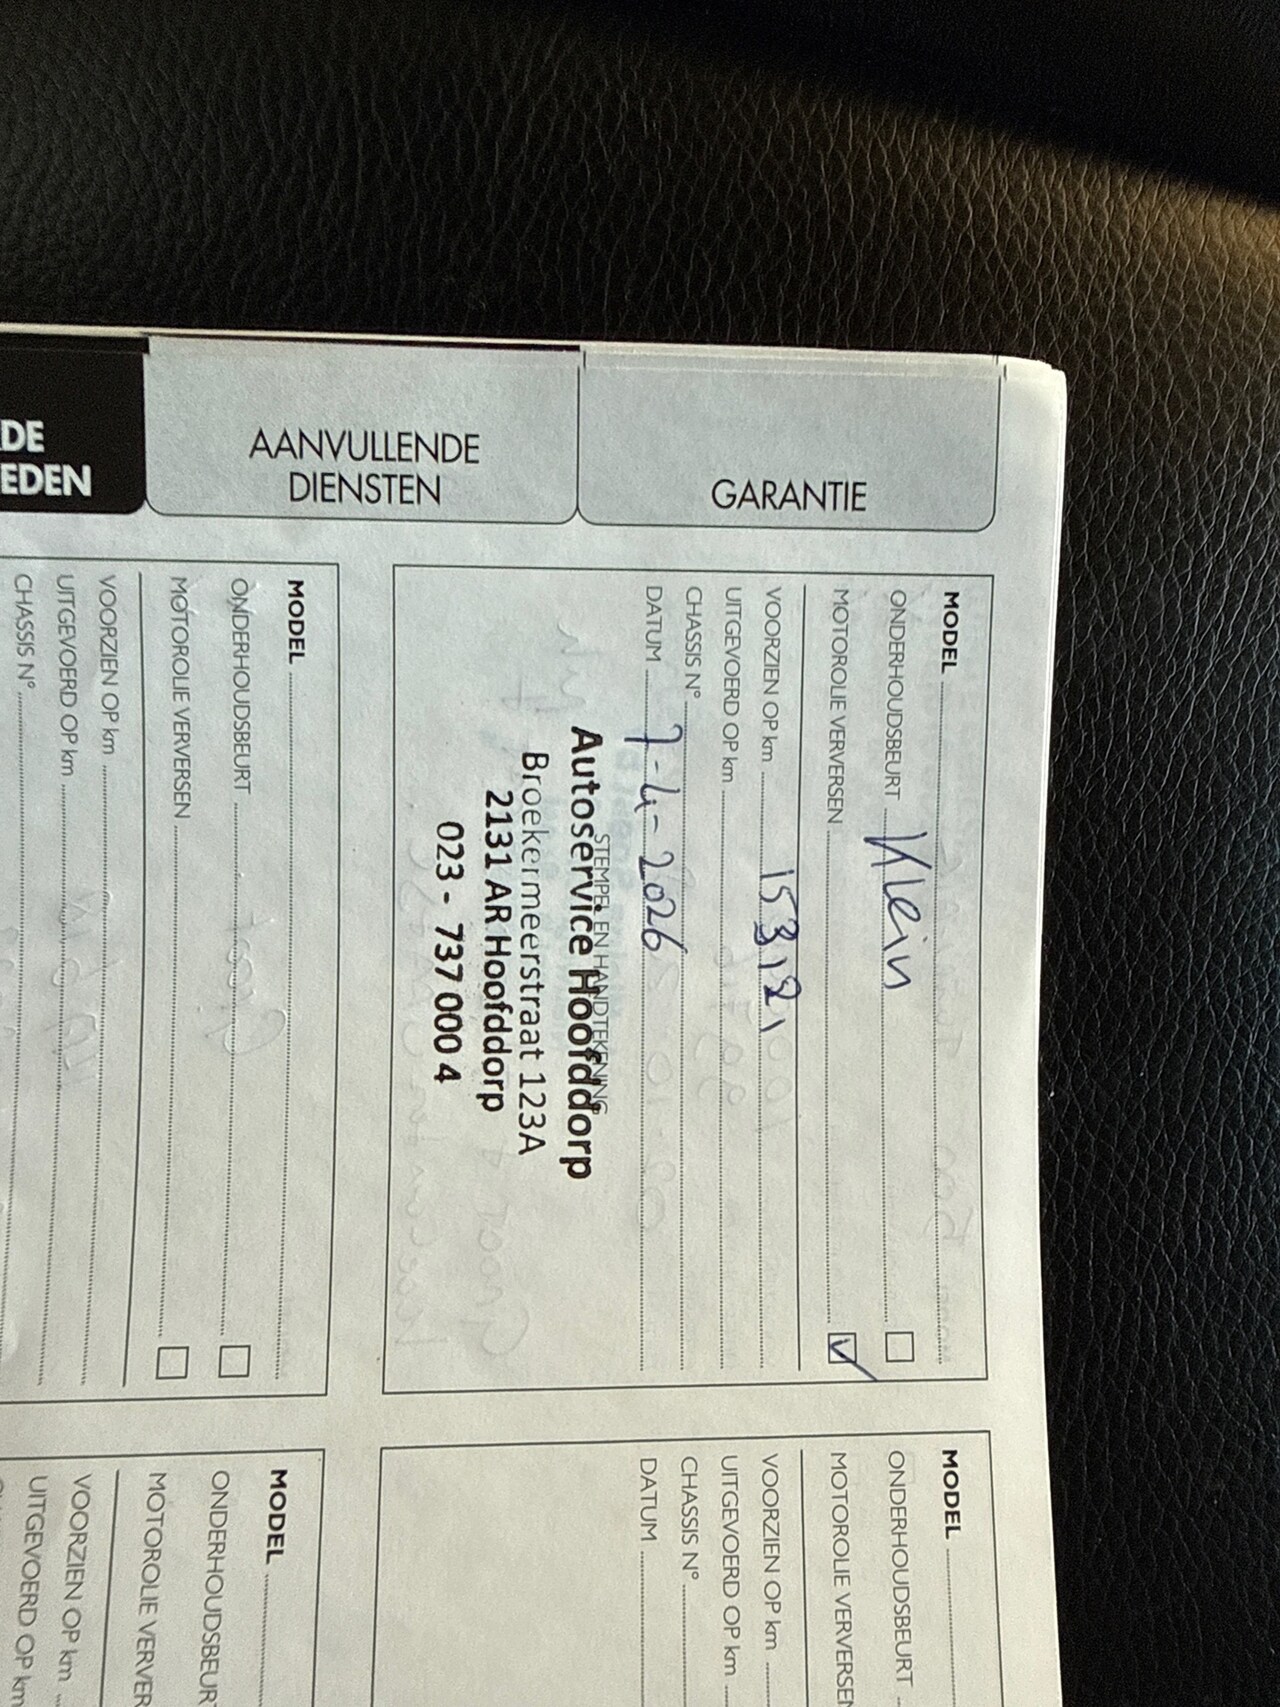 DE
EDEN
AANVULLENDE
DIENSTEN
GARANTIE
MODEL
ONDERHOUDSBEURT Klein
MOTOROLIE VERVERSEN
VOORZIEN OP km 153121
UITGEVOERD OP km
CHASSIS N°
DATUM 7-4-2026
STEMPEL EN HANDTEKENING
Autoservice Hoofddorp
Broekermeerstraat 123A
2131 AR Hoofddorp
023 - 737 000 4
MODEL
ONDERHOUDSBEURT
MOTOROLIE VERVERSEN
VOORZIEN OP km
UITGEVOERD OP km
CHASSIS N°
DATUM
MODEL
ONDERHOUDSBEURT
MOTOROLIE VERVERSEN
VOORZIEN OP km
UITGEVOERD OP km
CHASSIS N°
MODEL
ONDERHOUDSBEUR
MOTOROLIE VERVER
VOORZIEN OP km
UITGEVOERD OP km